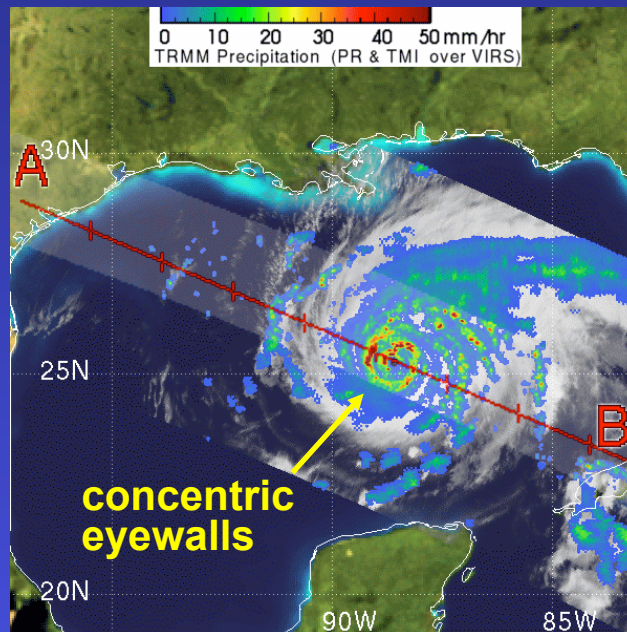 0 10 20 30 40 50 mm/hr
TRMM Precipitation (PR & TMI over VIRS)
A
30N
25N
B
concentric
eyewalls
20N
90W 85W